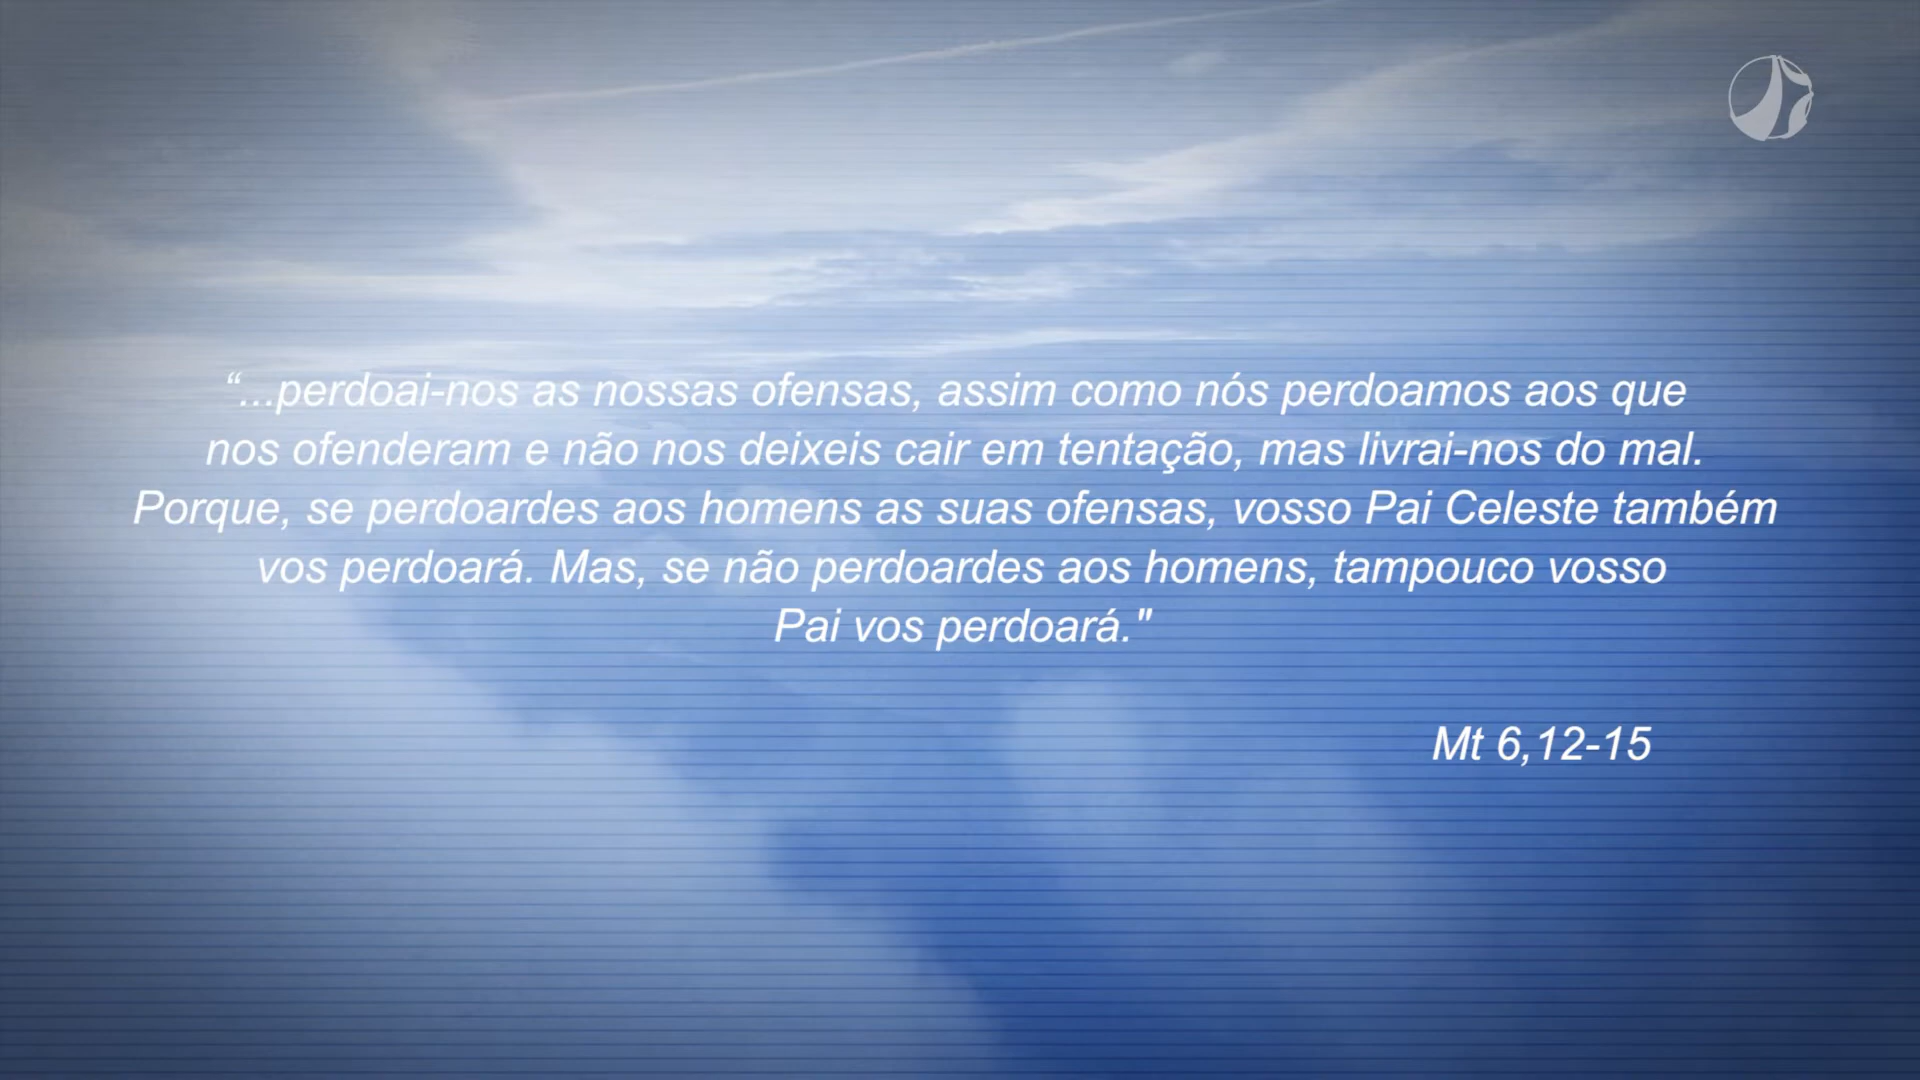 “...perdoai-nos as nossas ofensas, assim como nós perdoamos aos que
nos ofenderam e não nos deixeis cair em tentação, mas livrai-nos do mal.
Porque, se perdoardes aos homens as suas ofensas, vosso Pai Celeste também
vos perdoará. Mas, se não perdoardes aos homens, tampouco vosso
Pai vos perdoará."
Mt 6,12-15